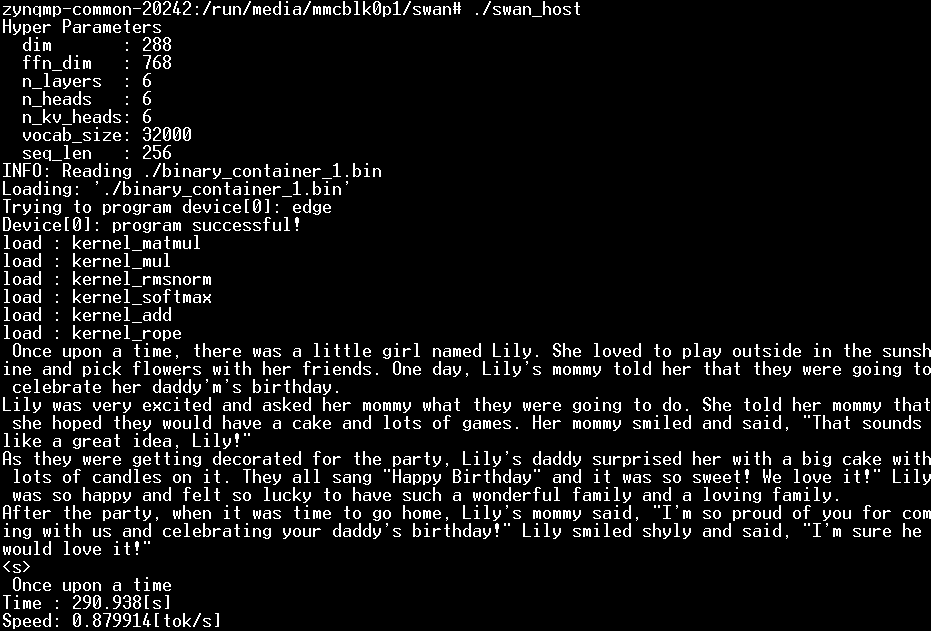 zynqmp-common-20242:/run/media/mmcblk0p1/swan# ./swan_host
Hyper Parameters
  dim       : 288
  ffn_dim   : 768
  n_layers  : 6
  n_heads   : 6
  n_kv_heads: 6
  vocab_size: 32000
  seq_len   : 256
INFO: Reading ./binary_container_1.bin
Loading: './binary_container_1.bin'
Trying to program device[0]: edge
Device[0]: program successful!
load : kernel_matmul
load : kernel_mul
load : kernel_rmsnorm
load : kernel_softmax
load : kernel_add
load : kernel_rope
 Once upon a time, there was a little girl named Lily. She loved to play outside in the sunsh
ine and pick flowers with her friends. One day, Lily's mommy told her that they were going to
 celebrate her daddy'm's birthday.
Lily was very excited and asked her mommy what they were going to do. She told her mommy that
 she hoped they would have a cake and lots of games. Her mommy smiled and said, "That sounds
like a great idea, Lily!"
As they were getting decorated for the party, Lily's daddy surprised her with a big cake with
 lots of candles on it. They all sang "Happy Birthday" and it was so sweet! We love it!" Lily
was so happy and felt so lucky to have such a wonderful family and a loving family.
After the party, when it was time to go home, Lily's mommy said, "I'm so proud of you for com
ing with us and celebrating your daddy's birthday!" Lily smiled shyly and said, "I'm sure he
would love it!"
<s>
 Once upon a time
Time : 290.938[s]
Speed: 0.879914[tok/s]